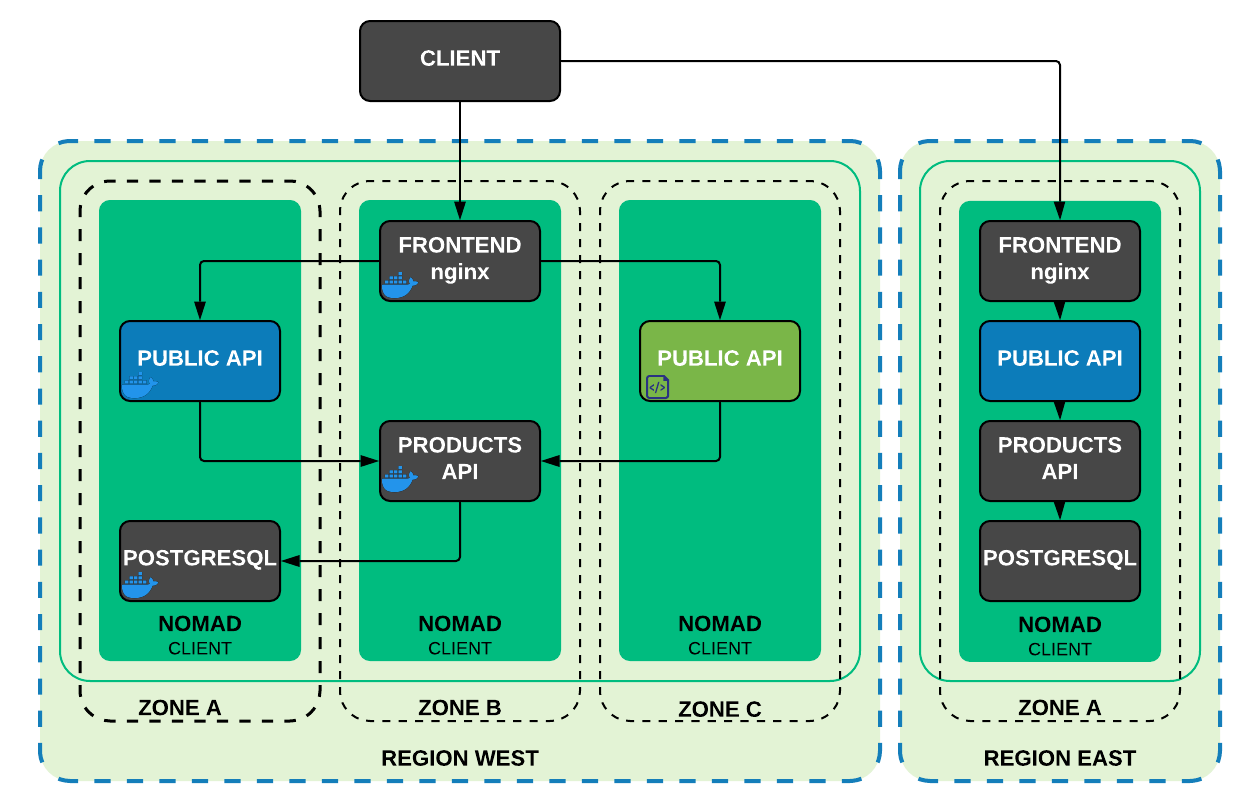 CLIENT
FRONTEND
nginx
PUBLIC API
PUBLIC API
PRODUCTS
API
POSTGRESQL
NOMAD
CLIENT
NOMAD
CLIENT
NOMAD
CLIENT
ZONE A
ZONE B
ZONE C
REGION WEST
FRONTEND
nginx
PUBLIC API
PRODUCTS
API
POSTGRESQL
NOMAD
CLIENT
ZONE A
REGION EAST